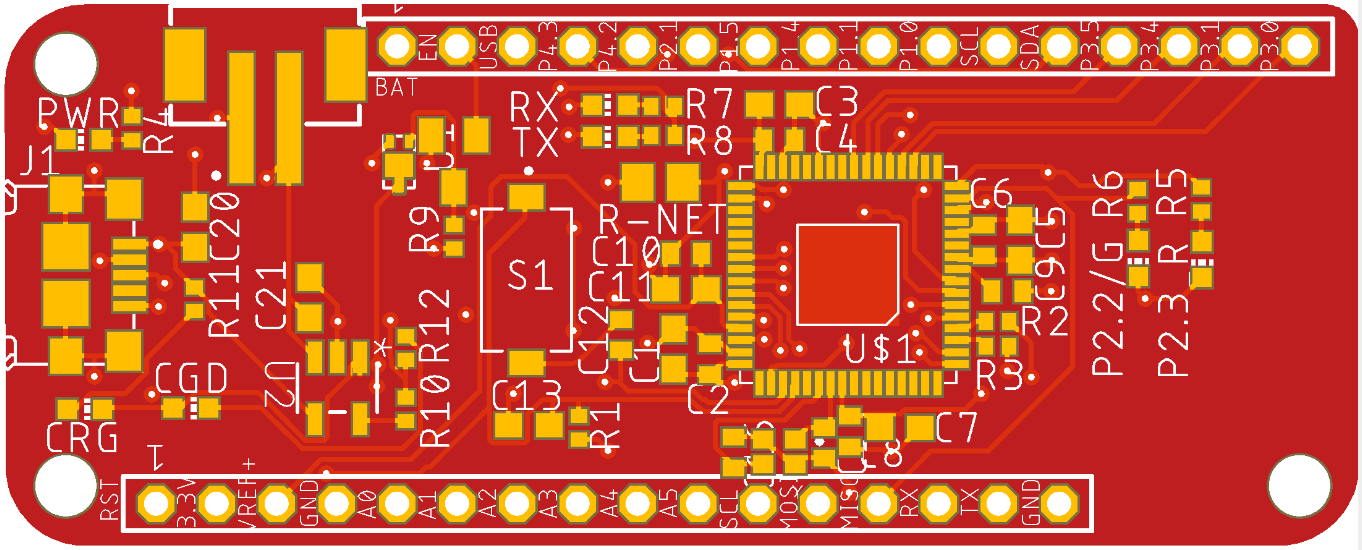 1
EN
USB
P4.3
P4.2
P2.1
P1.5
P1.4
P1.1
P1.0
SCL
SDA
P3.5
P3.4
P3.1
P3.0
BAT
PWR
R4
J1
RX
R7
TX
R8
C3
C4
U1
R9
R-NET
C10
C11
C12
C1
C2
S1
C6
C5
C9
R2
R3
U$1
R6
R5
P2.2/G
P2.3 R
C20
R11
C21
U2
*
R12
R10
CGD
CRG
C13
R1
C7
1
RST
3.3V
VREF+
GND
A0
A1
A2
A3
A4
A5
SCL
MOSI
MISO
RX
TX
GND